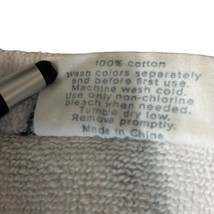 100% cotton
Wash colors separately
and before first use.
Machine wash cold.
Use only non-chlorine
bleach when needed.
Tumble dry low.
Remove promptly.
Made in China